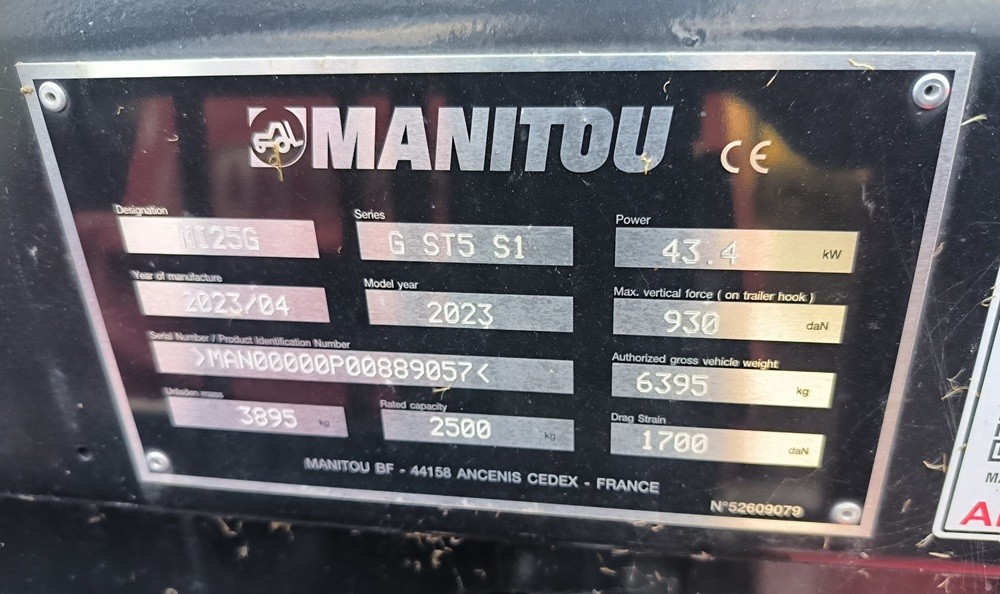 MANITOU CE
Designation
MI25G
Series
G ST5 S1
Power
43.4 kW
Year of manufacture
2023/04
Model year
2023
Max. vertical force ( on trailer hook )
930 daN
Serial Number / Product Identification Number
>MAN00000P00889057<
Authorized gross vehicle weight
6395 kg
Unladen mass
3895 kg
Rated capacity
2500 kg
Drag Strain
1700 daN
MANITOU BF - 44158 ANCENIS CEDEX - FRANCE
N°52609079